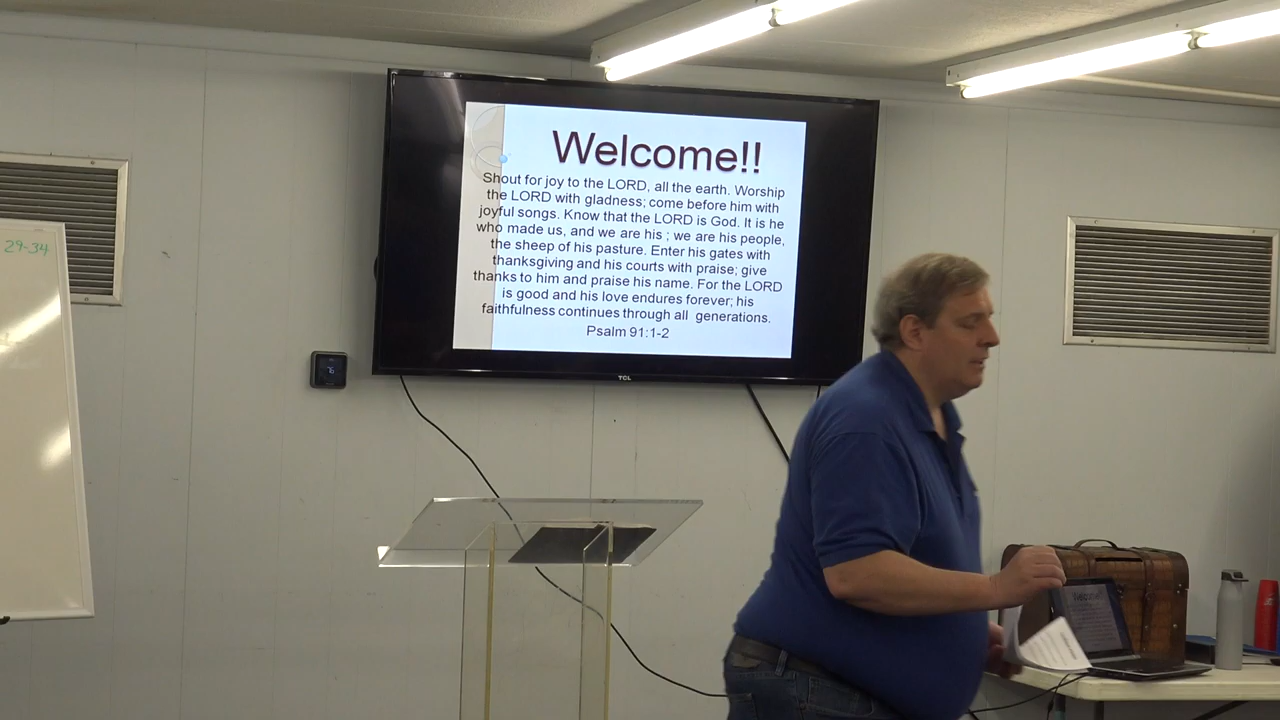 29-34
Welcome!!
Shout for joy to the LORD, all the earth. Worship
the LORD with gladness; come before him with
joyful songs. Know that the LORD is God. It is he
who made us, and we are his ; we are his people,
the sheep of his pasture. Enter his gates with
thanksgiving and his courts with praise; give
thanks to him and praise his name. For the LORD
is good and his love endures forever; his
faithfulness continues through all generations.
Psalm 91:1-2
TCL
76
Welcome!!